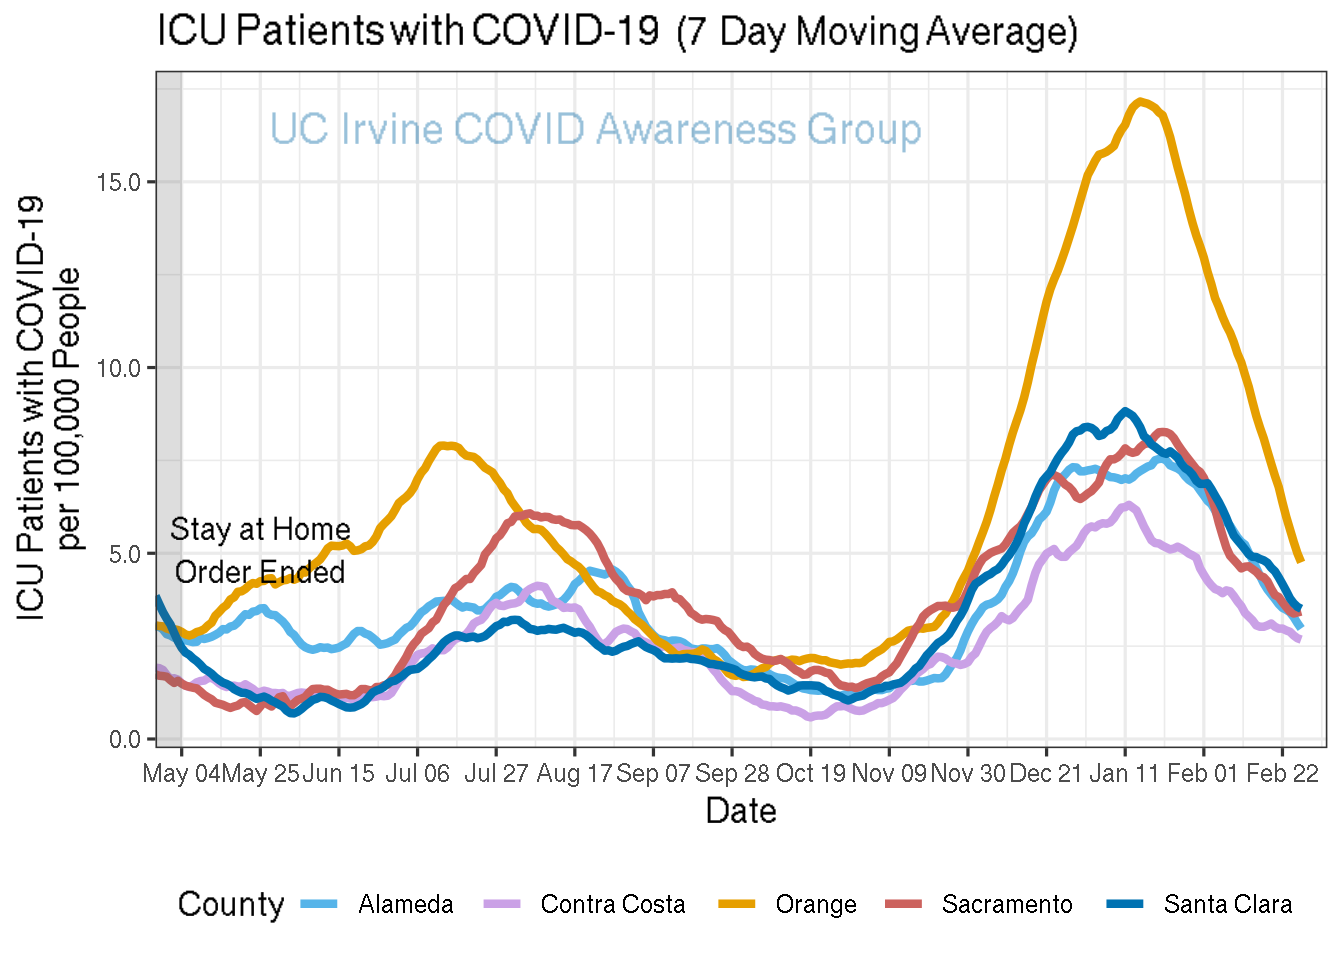 ICU Patients with COVID-19 (7 Day Moving Average)
UC Irvine COVID Awareness Group
ICU Patients with COVID-19
per 100,000 People
15.0
10.0
5.0
0.0
Stay at Home
Order Ended
May 04 May 25 Jun 15 Jul 06 Jul 27 Aug 17 Sep 07 Sep 28 Oct 19 Nov 09 Nov 30 Dec 21 Jan 11 Feb 01 Feb 22
Date
County Alameda Contra Costa Orange Sacramento Santa Clara